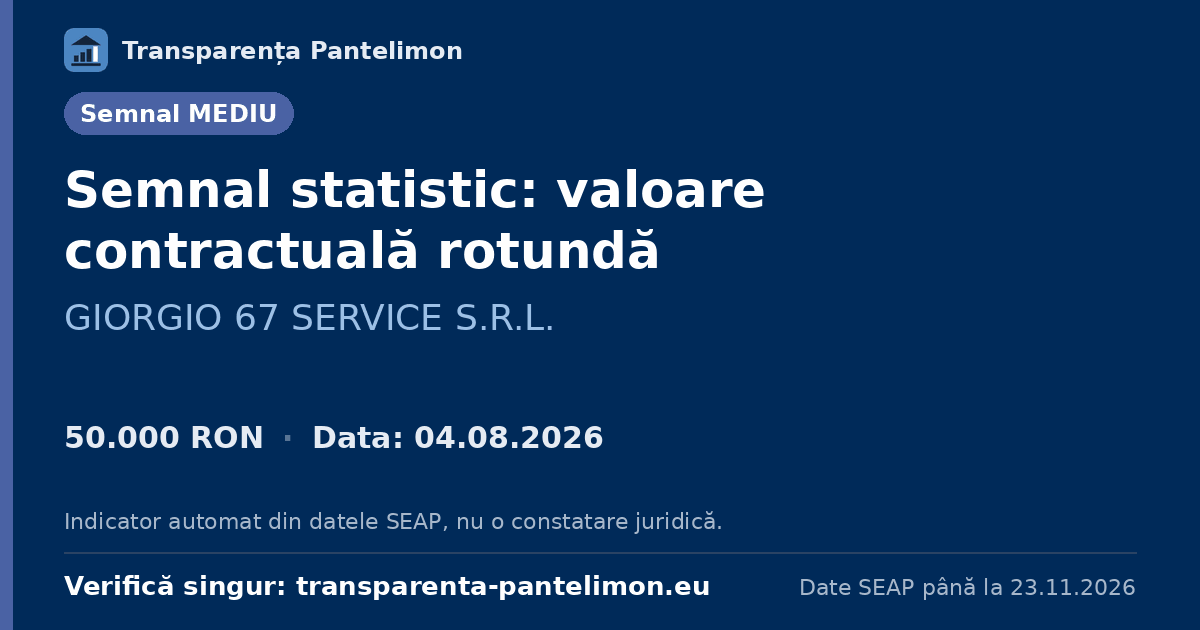 Transparența Pantelimon
Semnal MEDIU
Semnal statistic: valoare
contractuală rotundă
GIORGIO 67 SERVICE S.R.L.
50.000 RON · Data: 04.08.2026
Indicator automat din datele SEAP, nu o constatare juridică.
Verifică singur: transparenta-pantelimon.eu
Date SEAP până la 23.11.2026